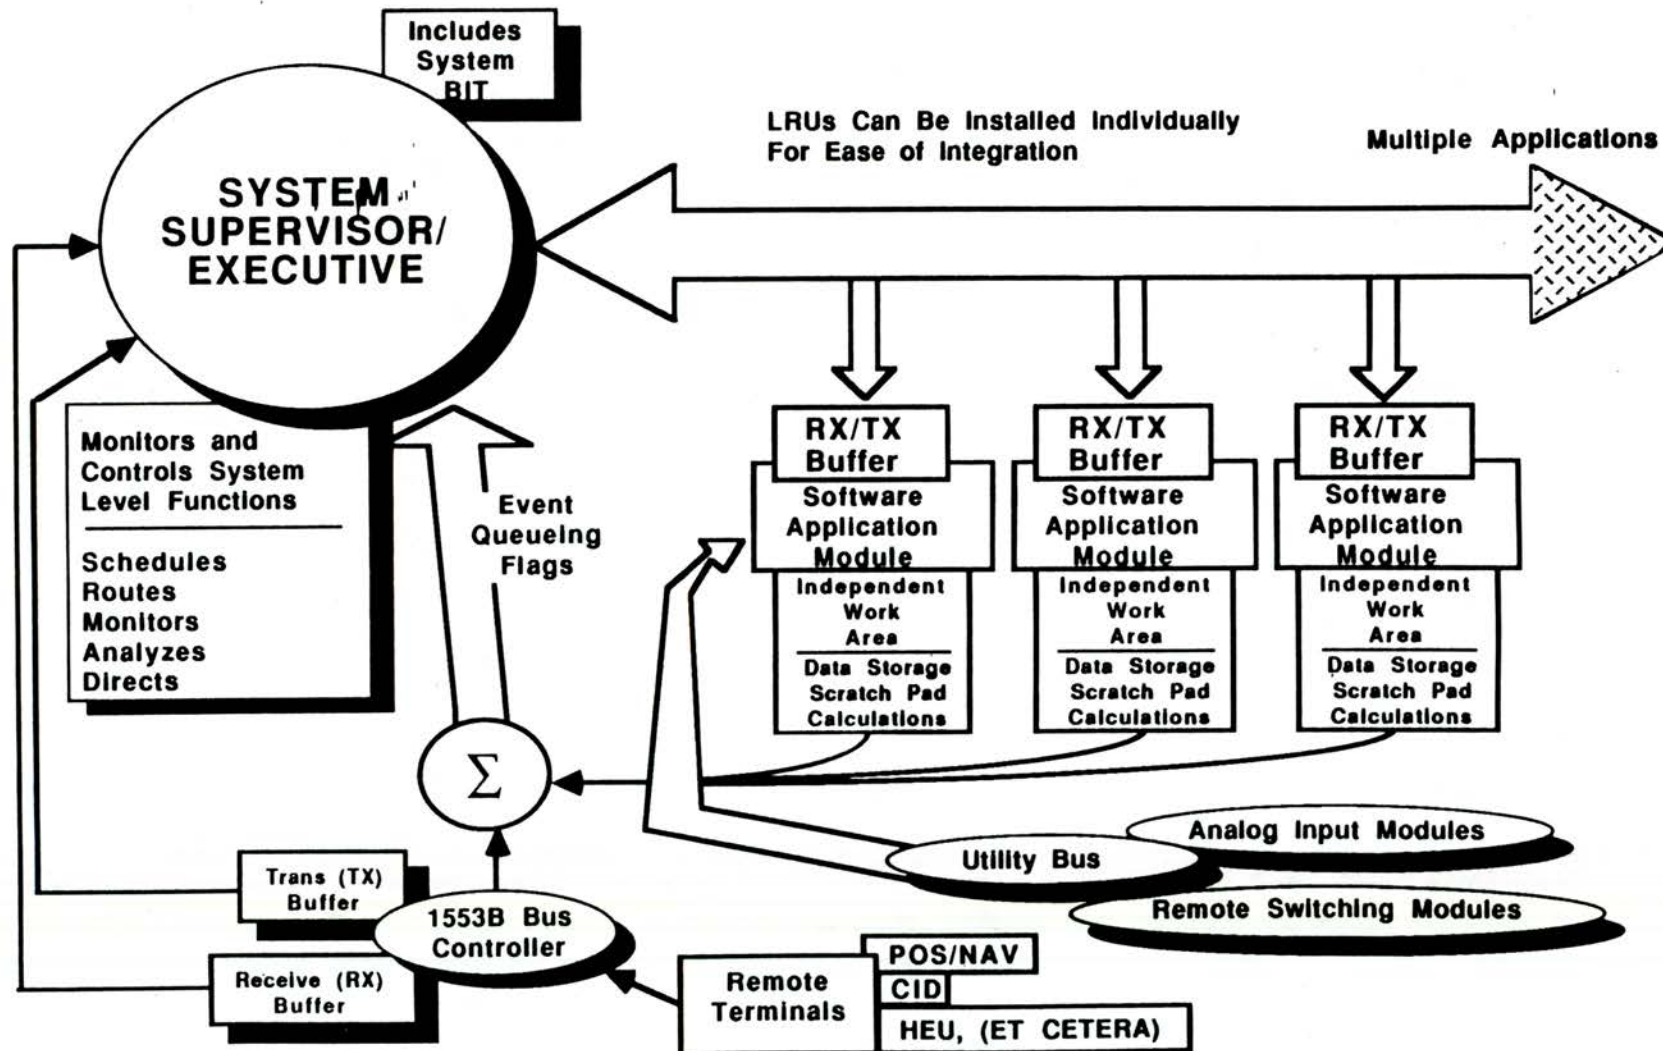 Includes
System
BIT
SYSTEM
SUPERVISOR/
EXECUTIVE
LRUs Can Be Installed Individually
For Ease of Integration
Multiple Applications
Monitors and
Controls System
Level Functions
Schedules
Routes
Monitors
Analyzes
Directs
Event
Queueing
Flags
RX/TX
Buffer
Software
Application
Module
Independent
Work
Area
Data Storage
Scratch Pad
Calculations
RX/TX
Buffer
Software
Application
Module
Independent
Work
Area
Data Storage
Scratch Pad
Calculations
RX/TX
Buffer
Software
Application
Module
Independent
Work
Area
Data Storage
Scratch Pad
Calculations
Σ
Analog Input Modules
Utility Bus
Remote Switching Modules
Trans (TX)
Buffer
1553B Bus
Controller
Receive (RX)
Buffer
Remote
Terminals
POS/NAV
CID
HEU, (ET CETERA)